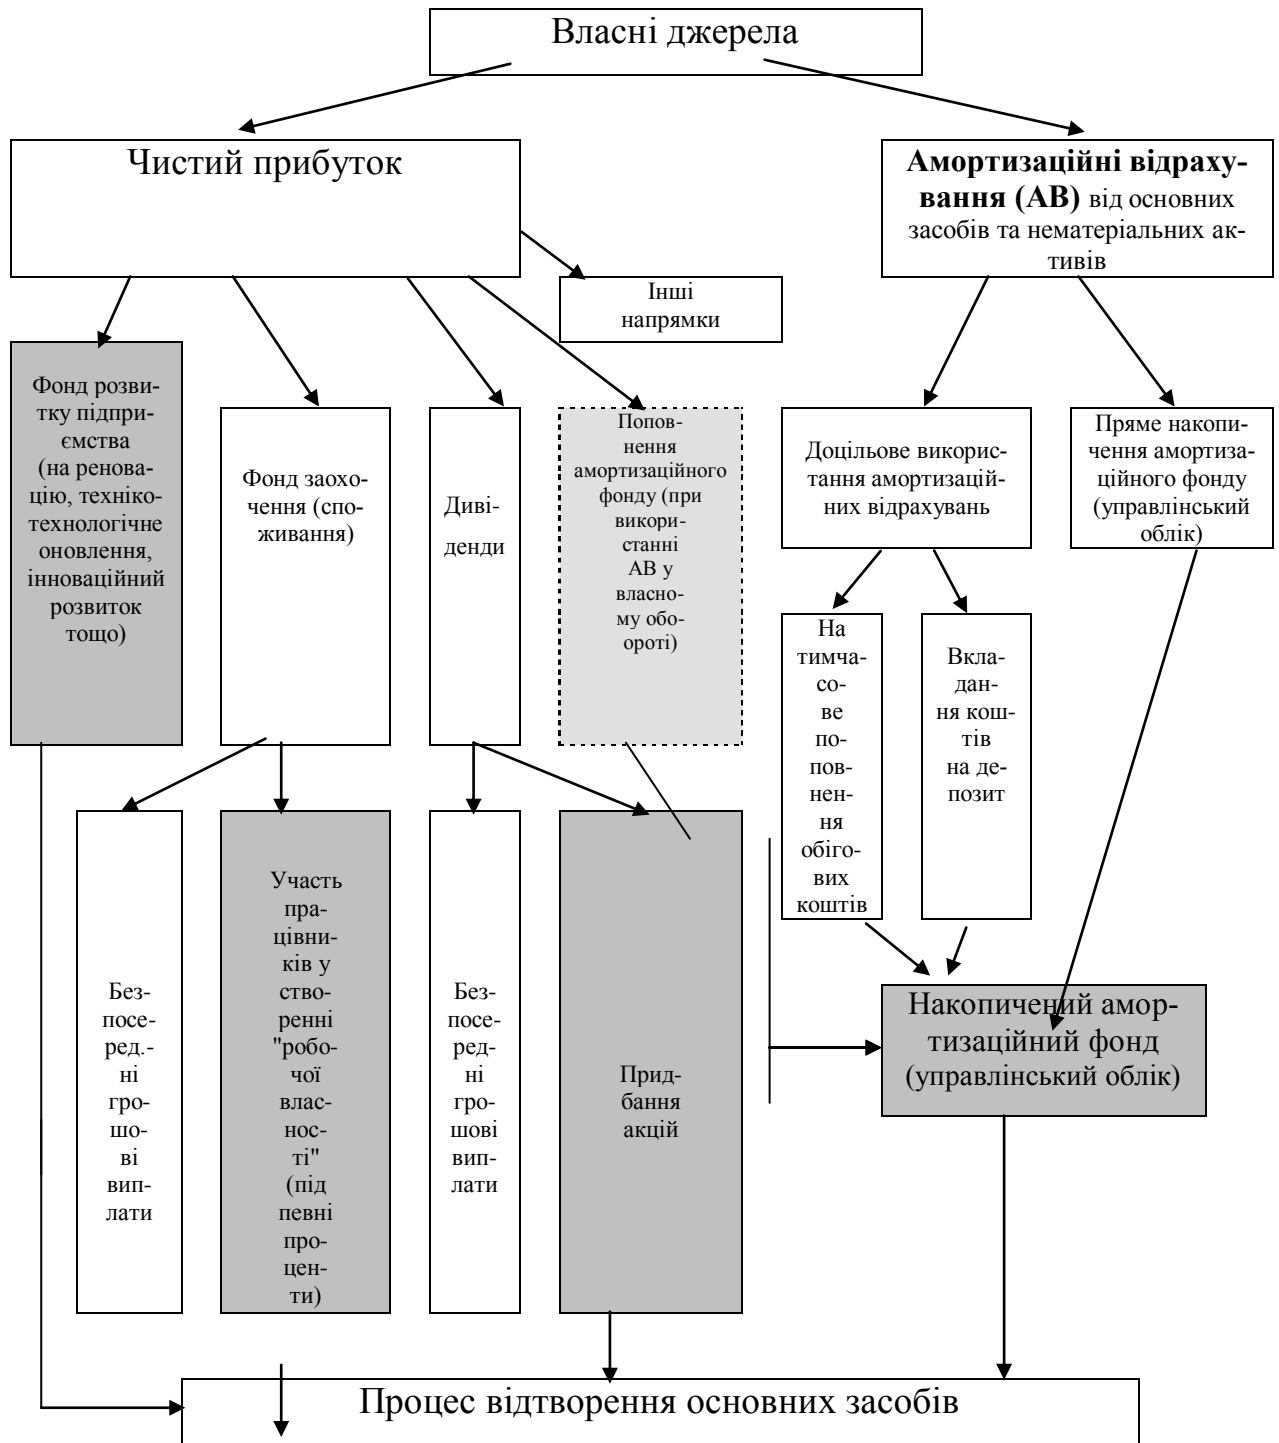 Власні джерела
Чистий прибуток
Амортизаційні відраху-
вання (АВ) від основних
засобів та нематеріальних ак-
тивів
Інші
напрямки
Фонд розви-
тку підпри-
ємства
(на ренова-
цію, техніко-
технологічне
оновлення,
інноваційний
розвиток
тощо)
Фонд заохо-
чення (спо-
живання)
Диві-
денди
Попов-
нення
амортизаційного
фонду (при
викори-
станні
АВ у
власно-
му обо-
ороті)
Доцільове викорис-
тання амортизацій-
них відрахувань
Пряме накопи-
чення амортиза-
ційного фонду
(управлінський
облік)
На
тимча-
со-
ве
по-
пов-
нен-
ня
обіго-
вих
коштів
Вкла-
дан-
ня кош-
тів
на де-
позит
Без-
посе-
ред.-
ні
гро-
шо-
ві
вип-
лати
Участь
пра-
цівни-
ків у
ство-
ренні
"робо-
чої
влас-
нос-
ті"
(під
певні
про-
цен-
ти)
Без-
посе-
ред-
ні
гро-
шові
вип-
лати
Прид-
бання
акцій
Накопичений амор-
тизаційний фонд
(управлінський облік)
Процес відтворення основних засобів